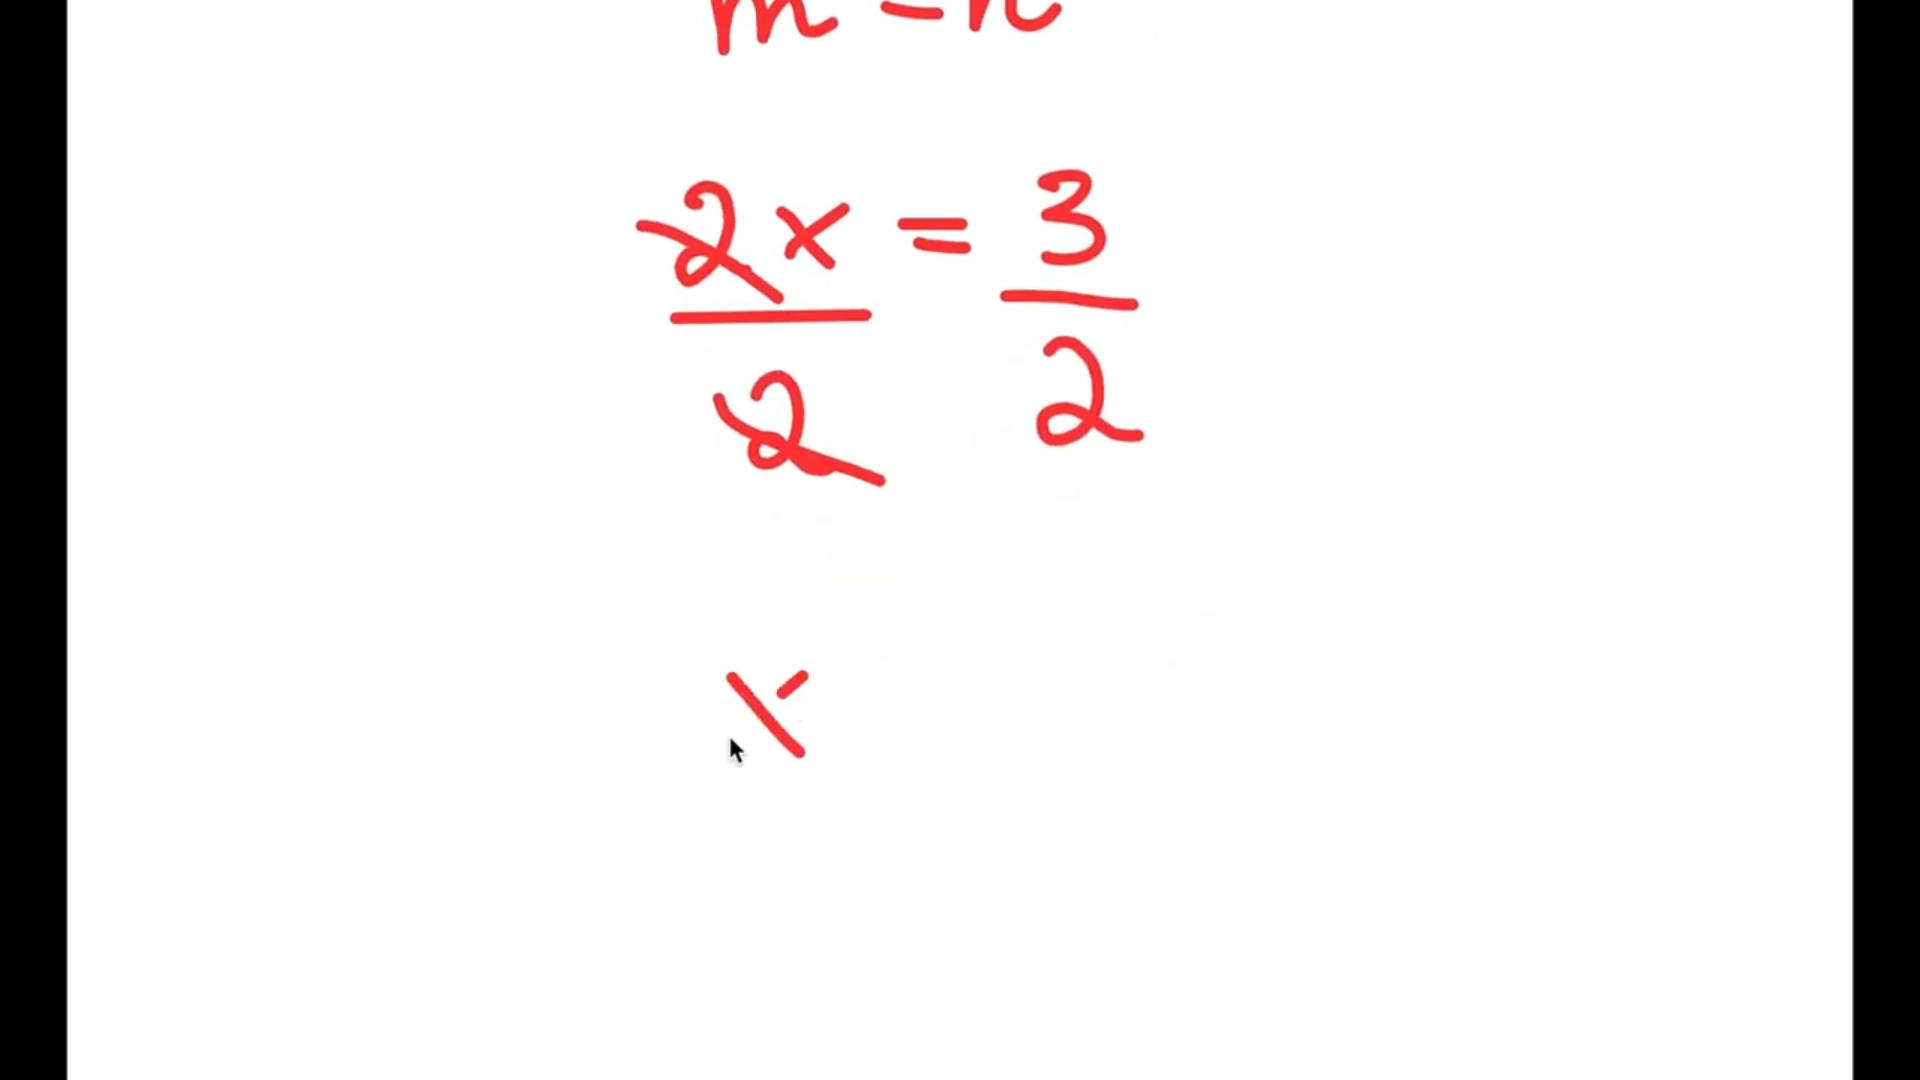 m = n
2x = 3
2 2
x